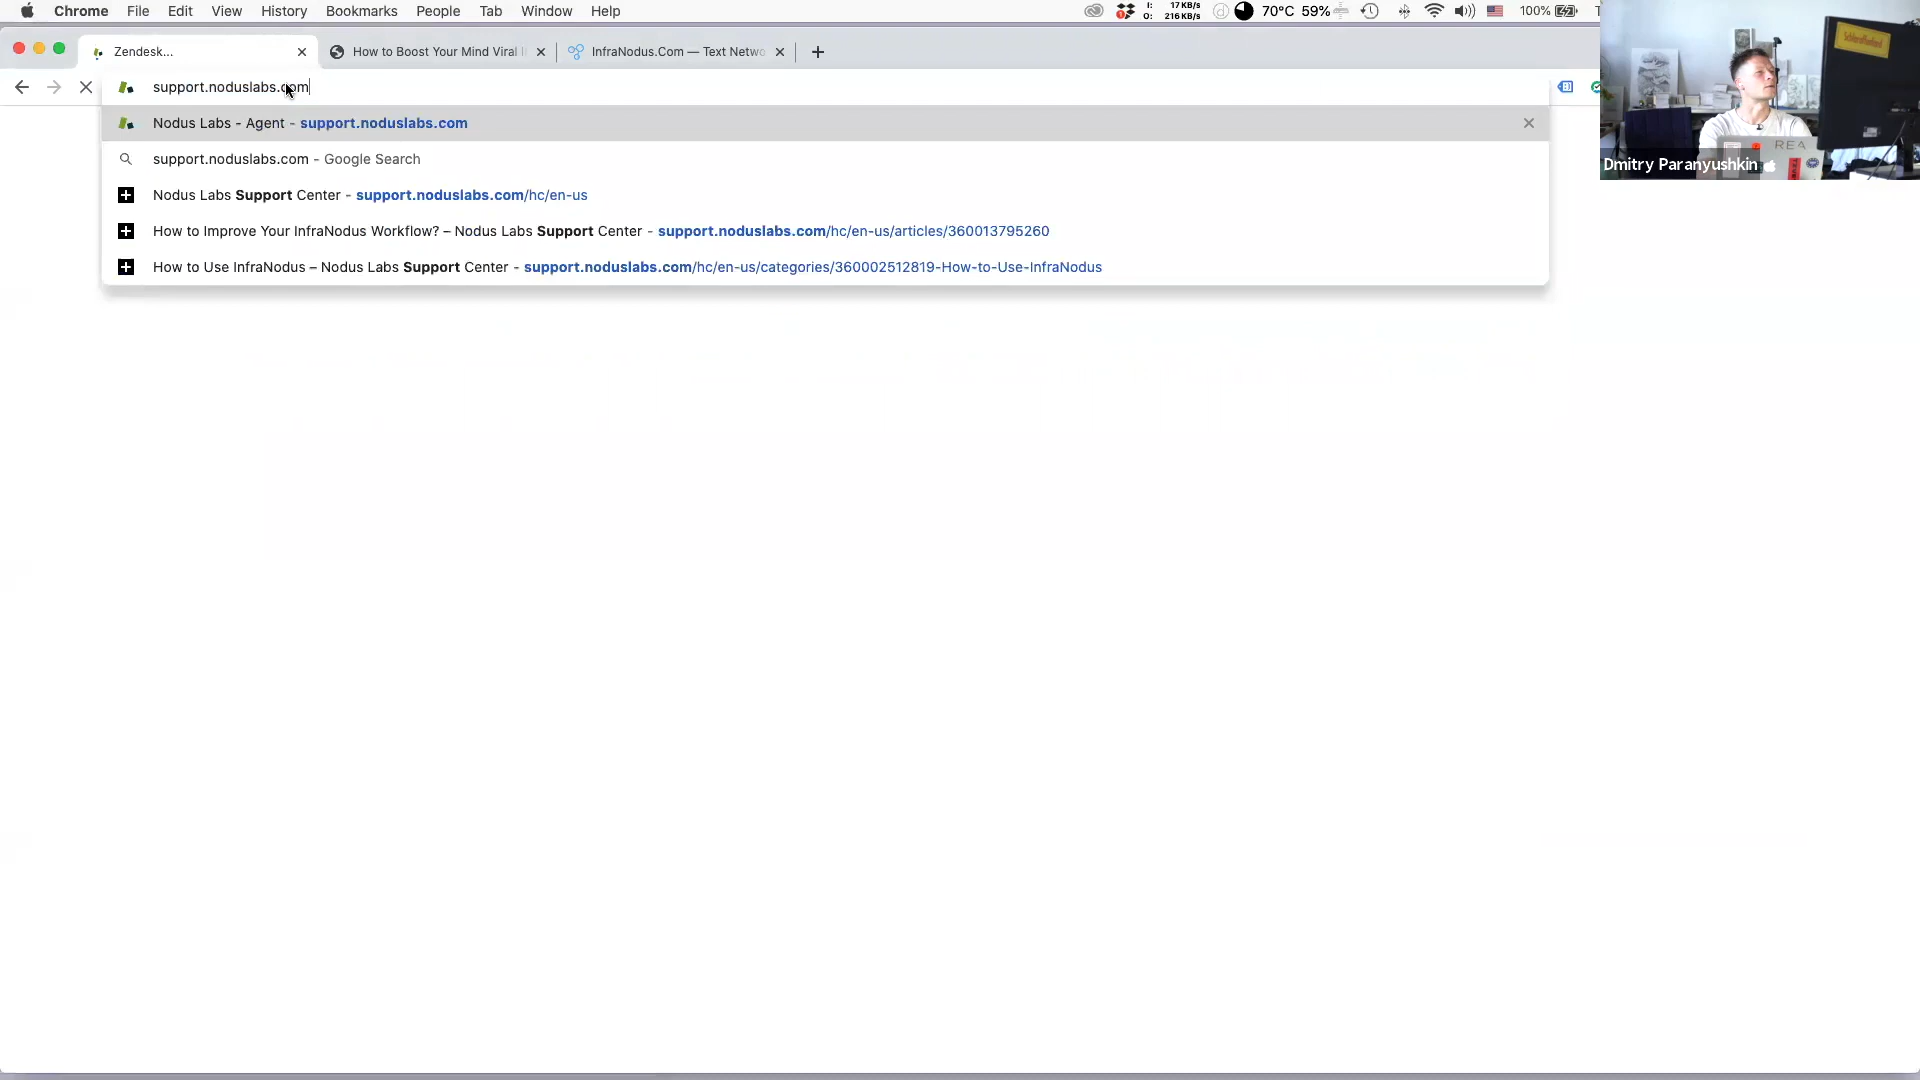 Chrome File Edit View History Bookmarks People Tab Window Help
I: 17KB/s
O: 216KB/s
70°C 59%
100%
Zendesk...
How to Boost Your Mind Viral I
InfraNodus.Com — Text Netwo
support.noduslabs.com
Nodus Labs - Agent - support.noduslabs.com
support.noduslabs.com - Google Search
Nodus Labs Support Center - support.noduslabs.com/hc/en-us
How to Improve Your InfraNodus Workflow? – Nodus Labs Support Center - support.noduslabs.com/hc/en-us/articles/360013795260
How to Use InfraNodus – Nodus Labs Support Center - support.noduslabs.com/hc/en-us/categories/360002512819-How-to-Use-InfraNodus
REA
Dmitry Paranyushkin